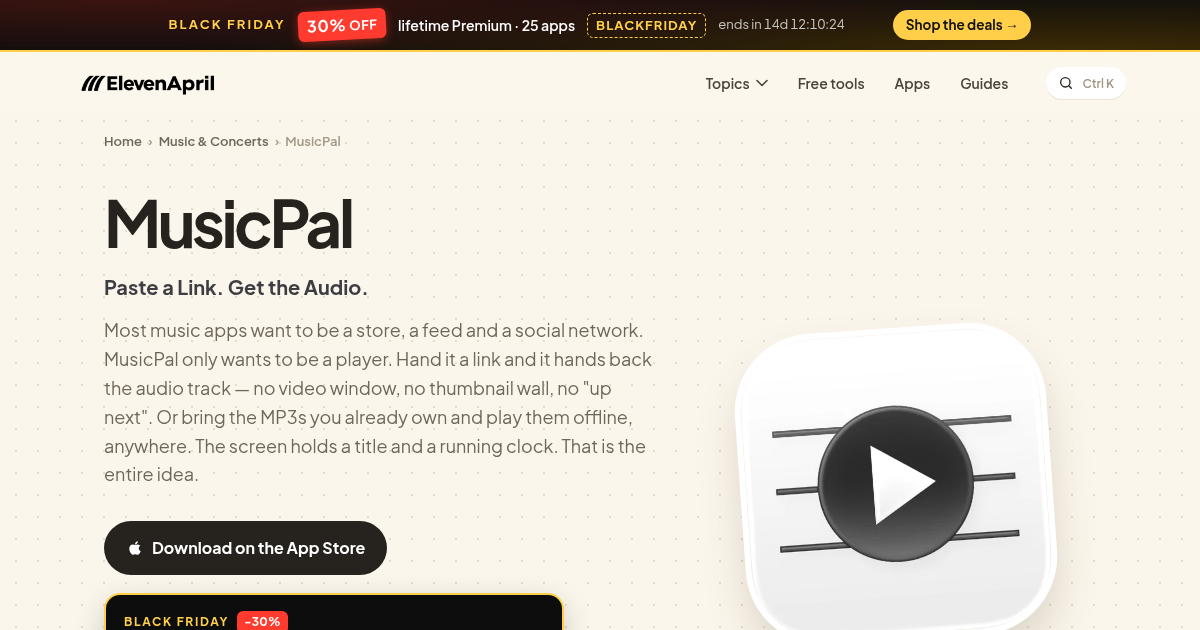 BLACK FRIDAY 30% OFF lifetime Premium · 25 apps BLACKFRIDAY ends in 14d 12:10:24 Shop the deals →
ElevenApril Topics Free tools Apps Guides Ctrl K
Home › Music & Concerts › MusicPal
MusicPal
Paste a Link. Get the Audio.
Most music apps want to be a store, a feed and a social network.
MusicPal only wants to be a player. Hand it a link and it hands back
the audio track — no video window, no thumbnail wall, no "up
next". Or bring the MP3s you already own and play them offline,
anywhere. The screen holds a title and a running clock. That is the
entire idea.
Download on the App Store
BLACK FRIDAY -30%